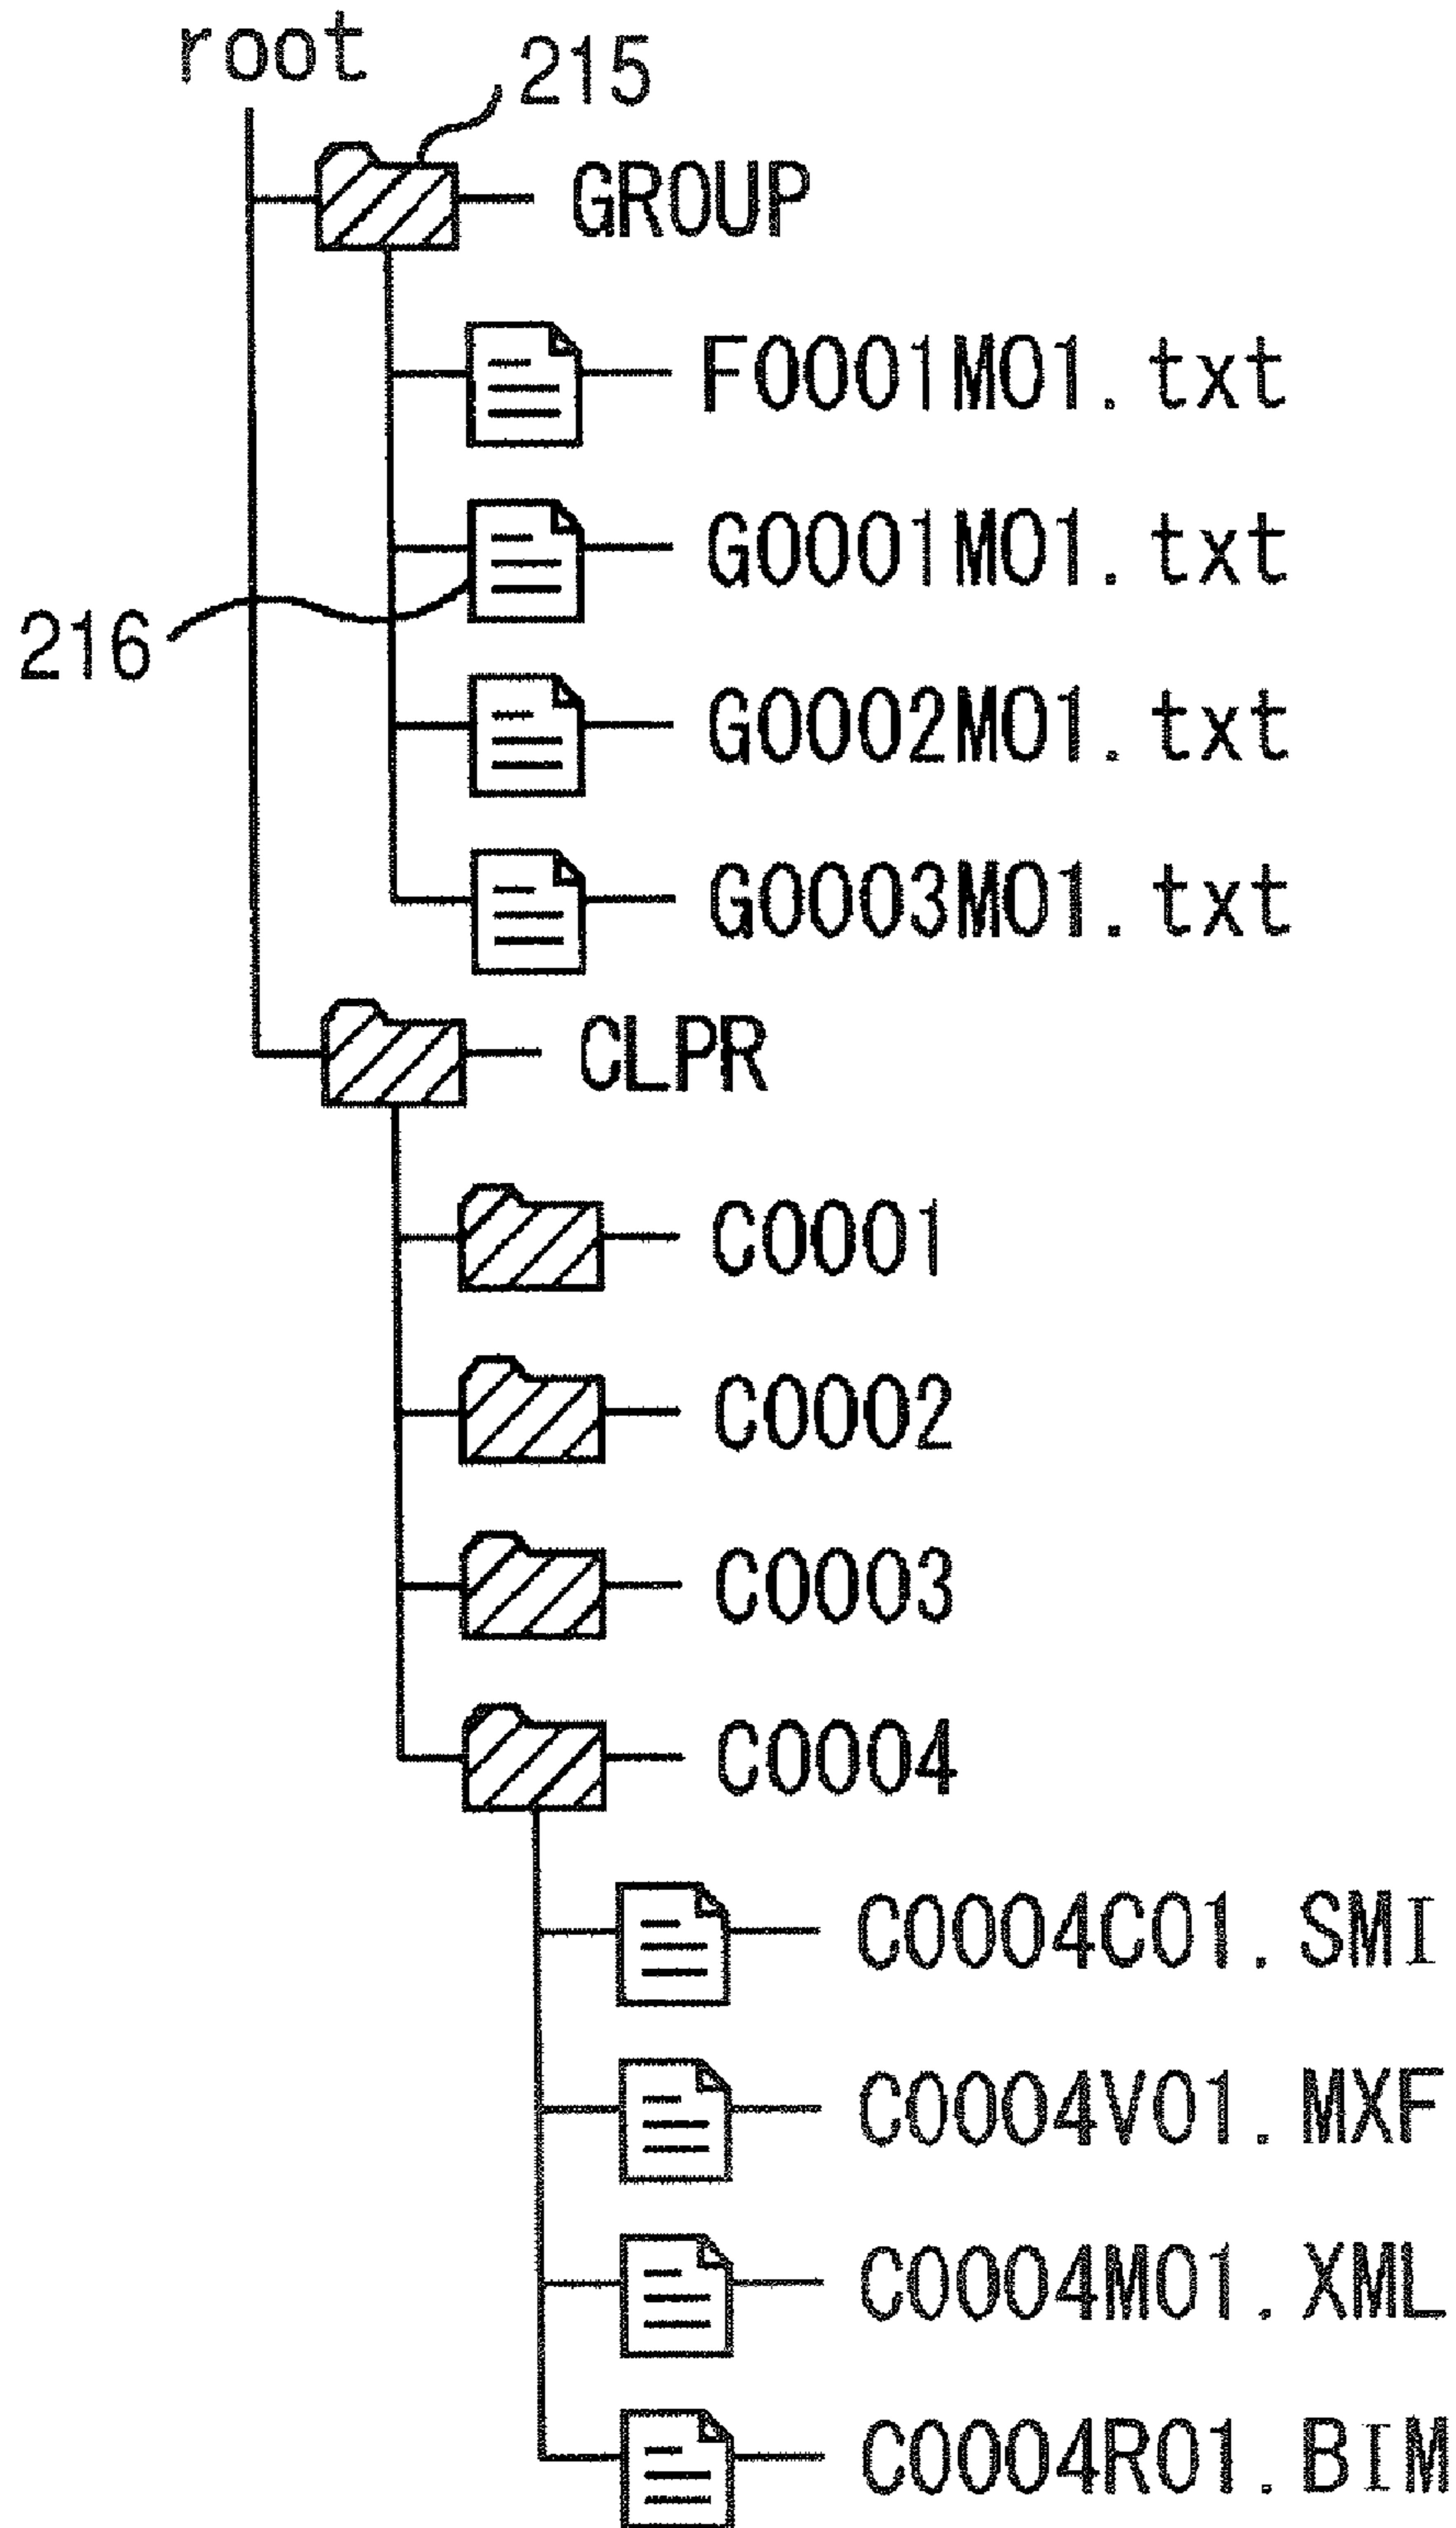 root
215
GROUP
F0001M01.txt
G0001M01.txt
216
G0002M01.txt
G0003M01.txt
CLPR
C0001
C0002
C0003
C0004
C0004C01.SMI
C0004V01.MXF
C0004M01.XML
C0004R01.BIM